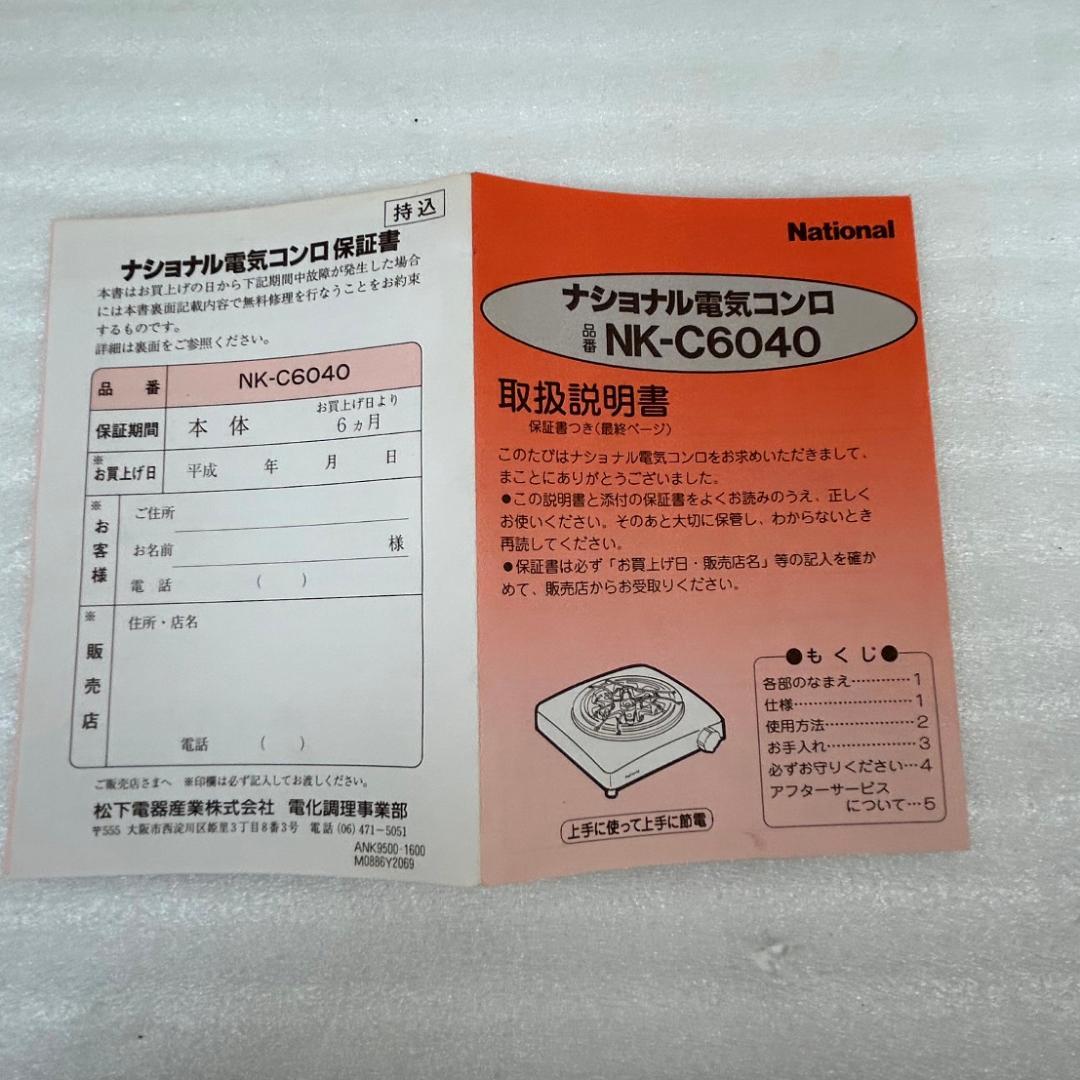 持込
ナショナル電気コンロ保証書
本書はお買上げの日から下記期間中故障が発生した場合
には本書裏面記載内容で無料修理を行なうことをお約束
するものです。
詳細は裏面をご参照ください。
品番 NK-C6040
保証期間 本体 お買上げ日より
6ヵ月
※
お買上げ日 平成 年 月 日
※
お客様
ご住所
お名前 様
電話 ( )
※
販売店
住所・店名
電話 ( )
ご販売店さまへ ※印欄は必ず記入してお渡しください。
松下電器産業株式会社 電化調理事業部
〒555 大阪市西淀川区姫里3丁目8番3号 電話(06)471-5051
ANK9500-1600
M0886Y2069
National
ナショナル電気コンロ
品番 NK-C6040
取扱説明書
保証書つき(最終ページ)
このたびはナショナル電気コンロをお求めいただきまして、
まことにありがとうございました。
●この説明書と添付の保証書をよくお読みのうえ、正しく
お使いください。そのあと大切に保管し、わからないとき
再読してください。
●保証書は必ず「お買上げ日・販売店名」等の記入を確か
めて、販売店からお受取りください。
National
上手に使って上手に節電
●もくじ●
各部のなまえ…………1
仕様……………………1
使用方法………………2
お手入れ………………3
必ずお守りください…4
アフターサービス
について…5